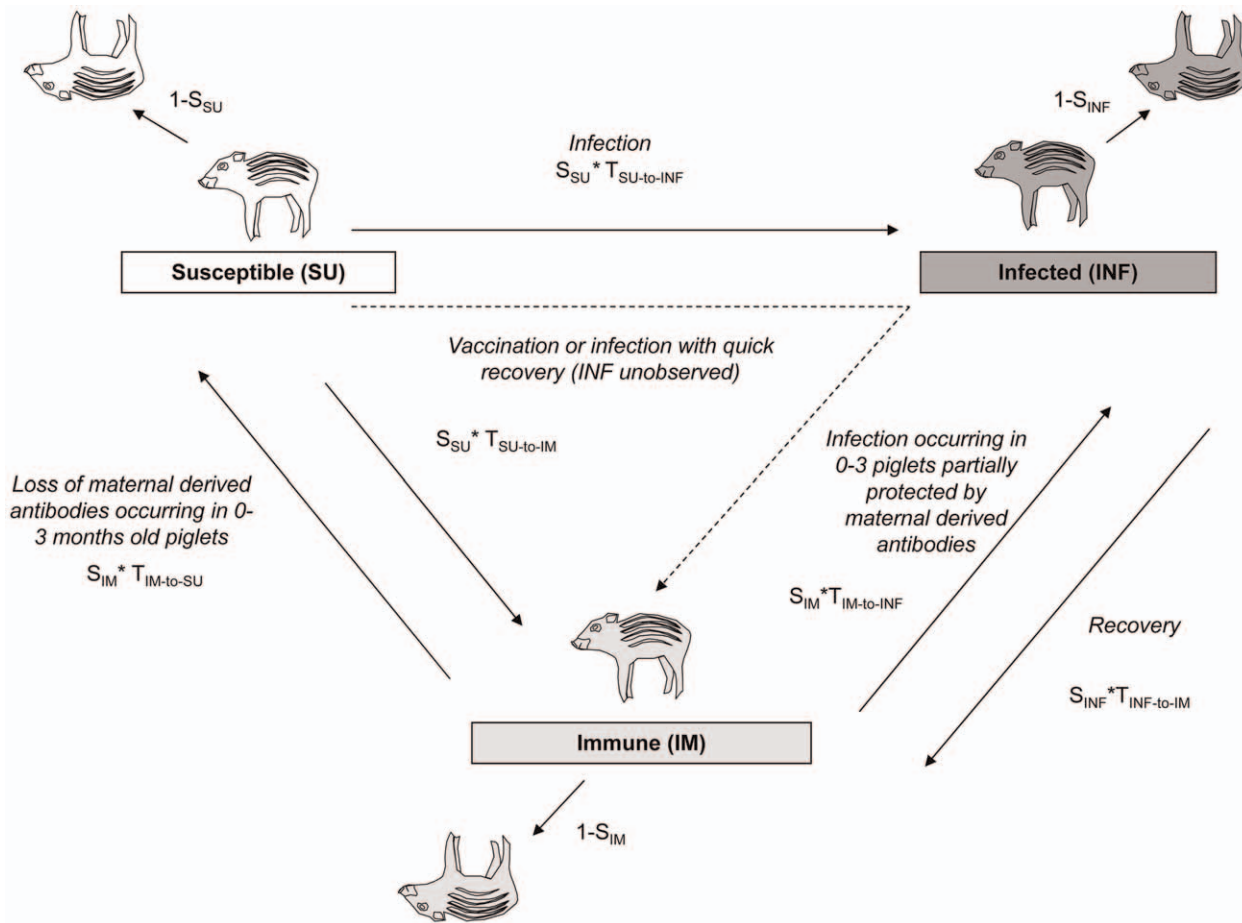 1-S_SU
1-S_INF
Infection
S_SU* T_SU-to-INF
Susceptible (SU)
Infected (INF)
Vaccination or infection with quick
recovery (INF unobserved)
S_SU* T_SU-to-IM
Infection occurring in
0-3 piglets partially
protected by
maternal derived
antibodies
Loss of maternal derived
antibodies occurring in 0-
3 months old piglets
S_IM* T_IM-to-SU
S_IM*T_IM-to-INF
Recovery
S_INF*T_INF-to-IM
Immune (IM)
1-S_IM